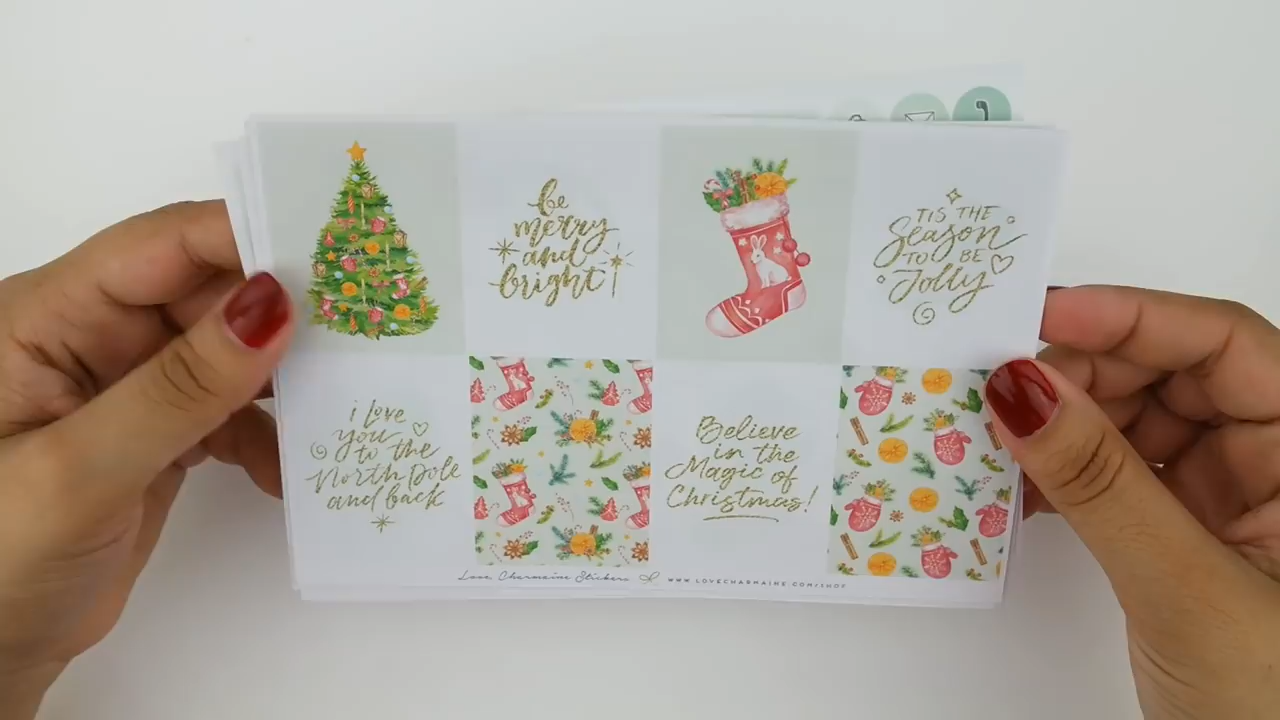 be
merry
and
bright
TIS THE
Season
TO BE
Jolly
i love
you
to the
North Pole
and back
Believe
in the
Magic of
Christmas!
Love, Charmaine Stickers
WWW.LOVECHARMAINE.COM/SHOP